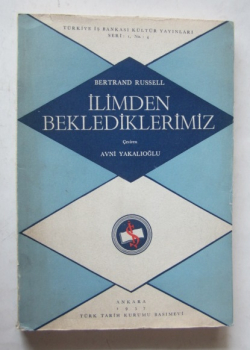 TÜRKİYE İŞ BANKASI KÜLTÜR YAYINLARI
BERTRAND RUSSELL
İLİMDEN
BEKLEDİKLERİMİZ
Çeviren
AVNİ YAKALIOĞLU
ANKARA
TÜRK TARİH KURUMU BASIMEVİ